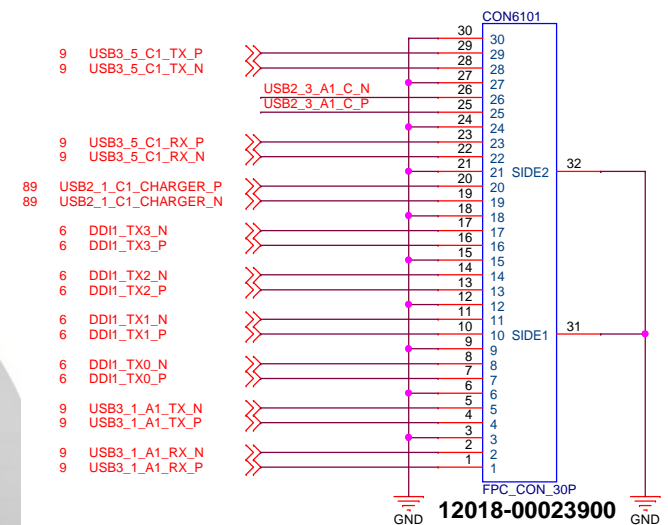 CON6101
30 30
9 USB3_5_C1_TX_P 29 29
9 USB3_5_C1_TX_N 28 28
27 27
USB2_3_A1_C_N 26 26
USB2_3_A1_C_P 25 25
24 24
9 USB3_5_C1_RX_P 23 23
9 USB3_5_C1_RX_N 22 22
21 21 SIDE2 32
89 USB2_1_C1_CHARGER_P 20 20
89 USB2_1_C1_CHARGER_N 19 19
18 18
6 DDI1_TX3_N 17 17
6 DDI1_TX3_P 16 16
15 15
6 DDI1_TX2_N 14 14
6 DDI1_TX2_P 13 13
12 12
6 DDI1_TX1_N 11 11
6 DDI1_TX1_P 10 10 SIDE1 31
9 9
6 DDI1_TX0_N 8 8
6 DDI1_TX0_P 7 7
6 6
9 USB3_1_A1_TX_N 5 5
9 USB3_1_A1_TX_P 4 4
3 3
9 USB3_1_A1_RX_N 2 2
9 USB3_1_A1_RX_P 1 1
FPC_CON_30P
GND 12018-00023900 GND